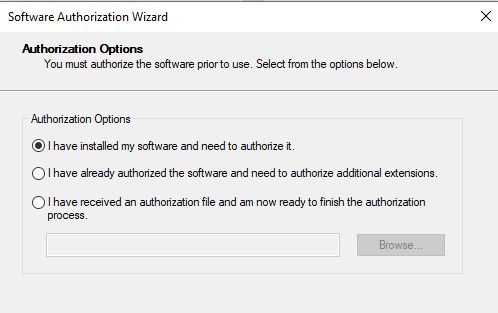 Software Authorization Wizard
Authorization Options
You must authorize the software prior to use. Select from the options below.
Authorization Options
I have installed my software and need to authorize it.
I have already authorized the software and need to authorize additional extensions.
I have received an authorization file and am now ready to finish the authorization
process.
Browse...